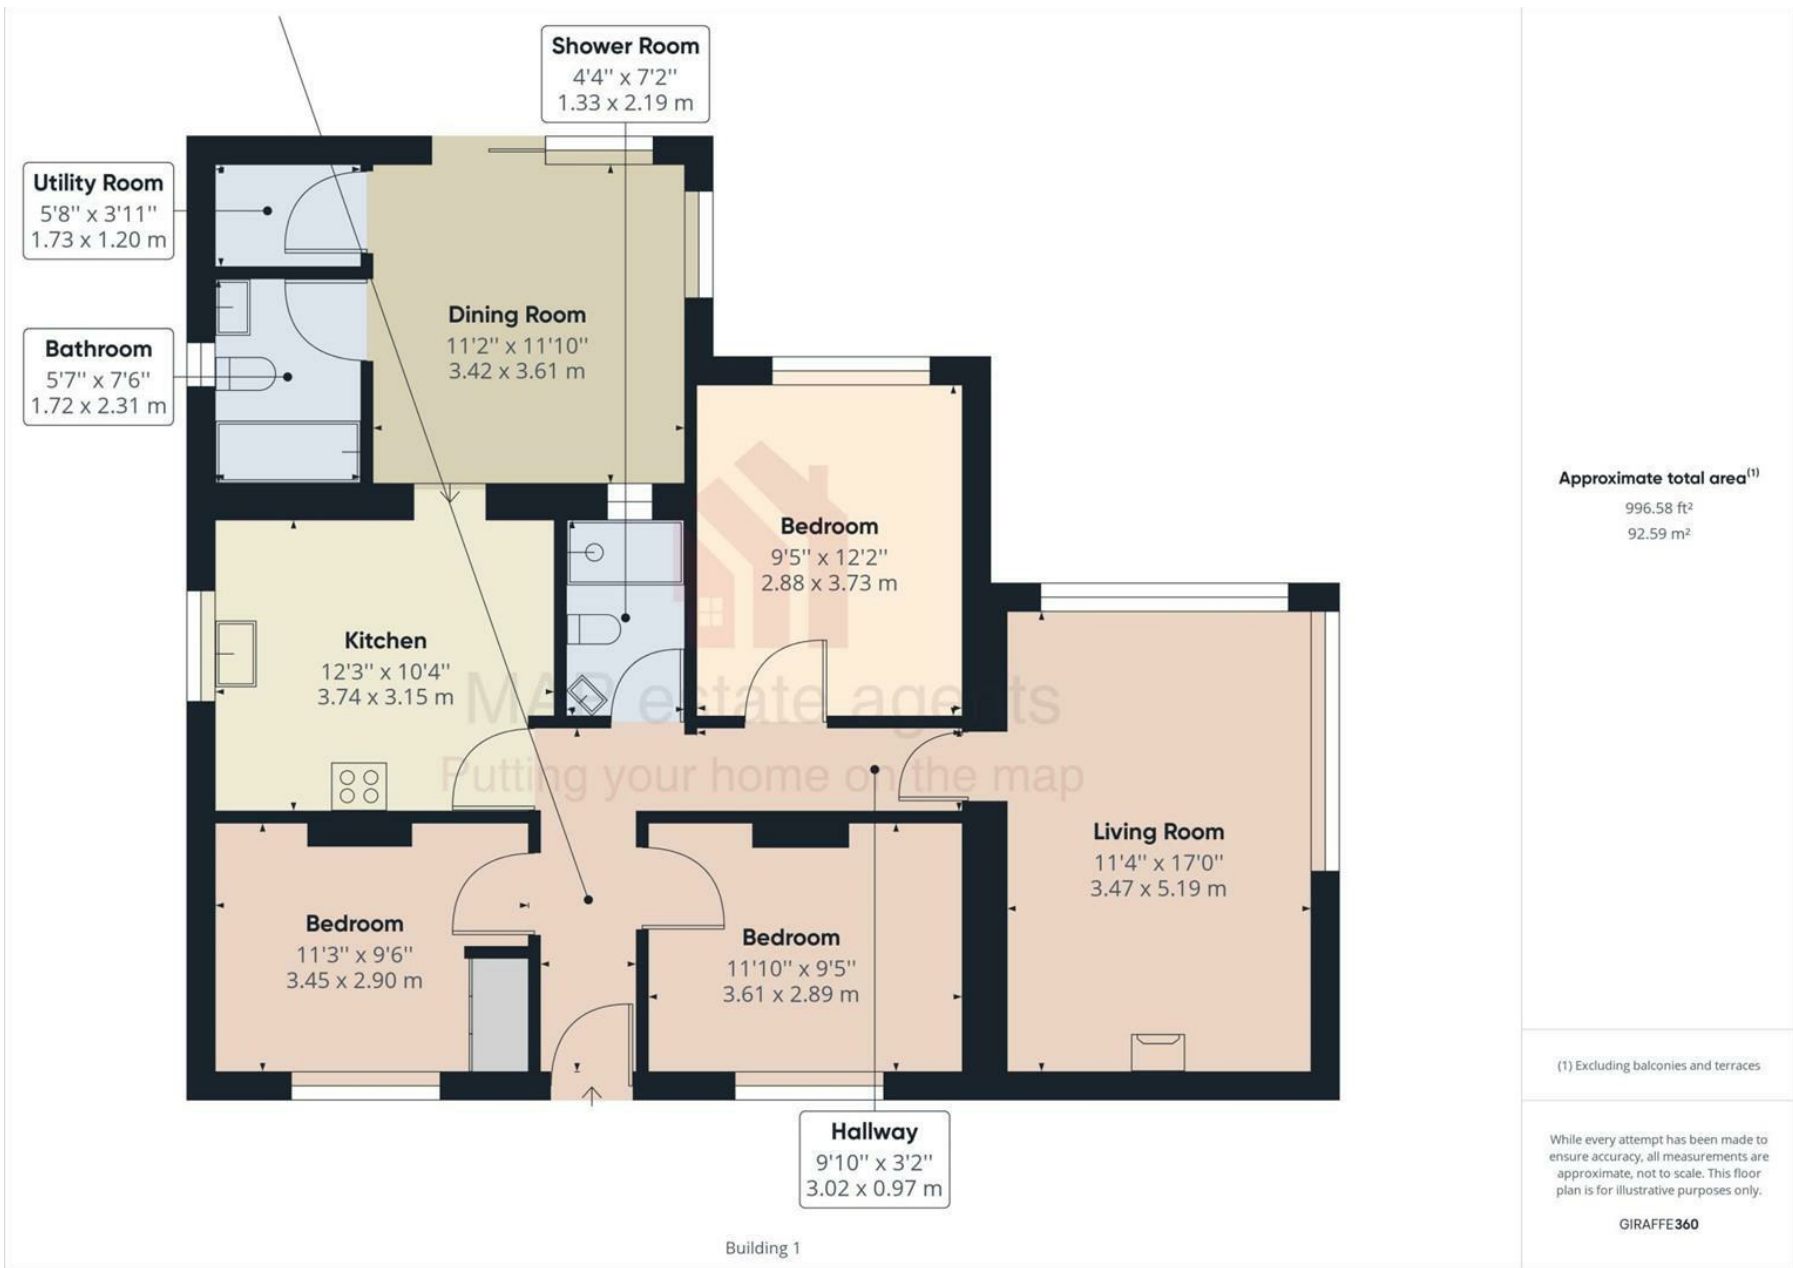 Shower Room
4'4'' x 7'2''
1.33 x 2.19 m
Utility Room
5'8'' x 3'11''
1.73 x 1.20 m
Dining Room
11'2'' x 11'10''
3.42 x 3.61 m
Bathroom
5'7'' x 7'6''
1.72 x 2.31 m
Bedroom
9'5'' x 12'2''
2.88 x 3.73 m
Kitchen
12'3'' x 10'4''
3.74 x 3.15 m
MAP estate agents
Putting your home on the map
Living Room
11'4'' x 17'0''
3.47 x 5.19 m
Bedroom
11'3'' x 9'6''
3.45 x 2.90 m
Bedroom
11'10'' x 9'5''
3.61 x 2.89 m
Hallway
9'10'' x 3'2''
3.02 x 0.97 m
Building 1
Approximate total area(1)
996.58 ft²
92.59 m²
(1) Excluding balconies and terraces
While every attempt has been made to
ensure accuracy, all measurements are
approximate, not to scale. This floor
plan is for illustrative purposes only.
GIRAFFE360